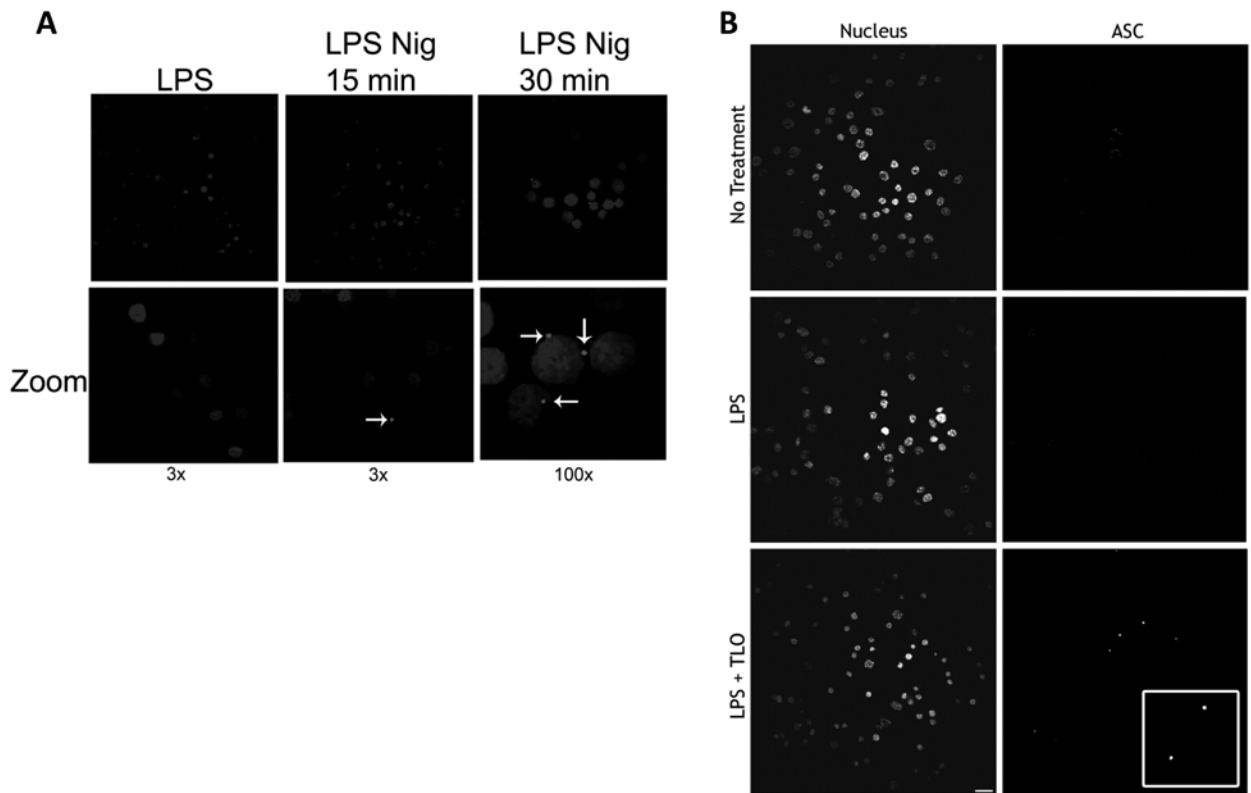 A
LPS
LPS Nig
15 min
LPS Nig
30 min
Zoom
3x
3x
100x
B
Nucleus
ASC
No Treatment
LPS
LPS + TLO